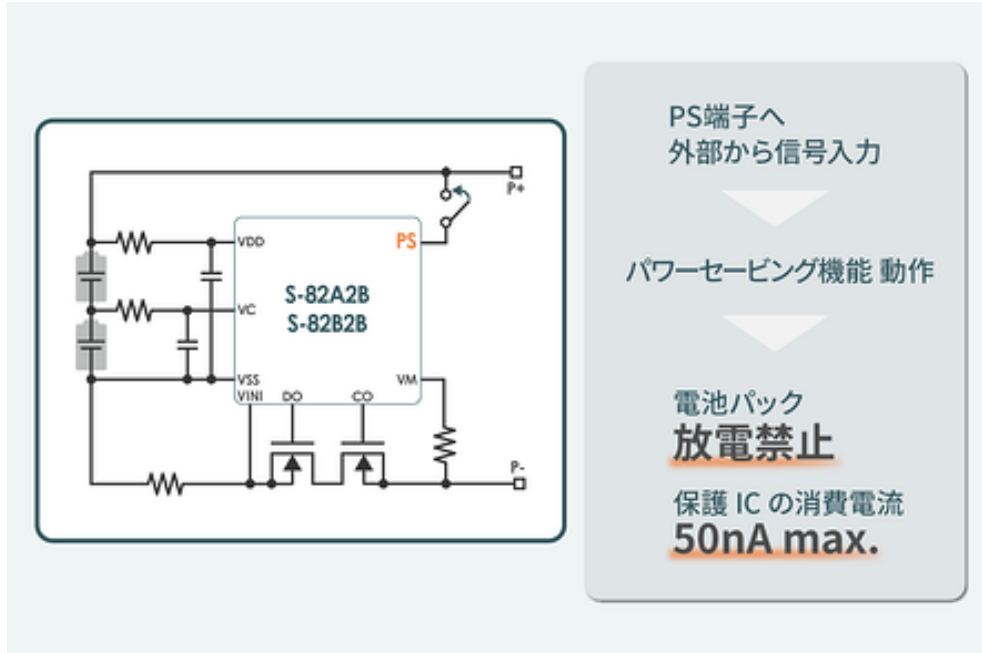 P+
VDD
PS
S-82A2B
S-82B2B
VC
VSS
VM
VINI
DO
CO
P-
PS端子へ
外部から信号入力
パワーセービング機能 動作
電池パック
放電禁止
保護 IC の消費電流
50nA max.